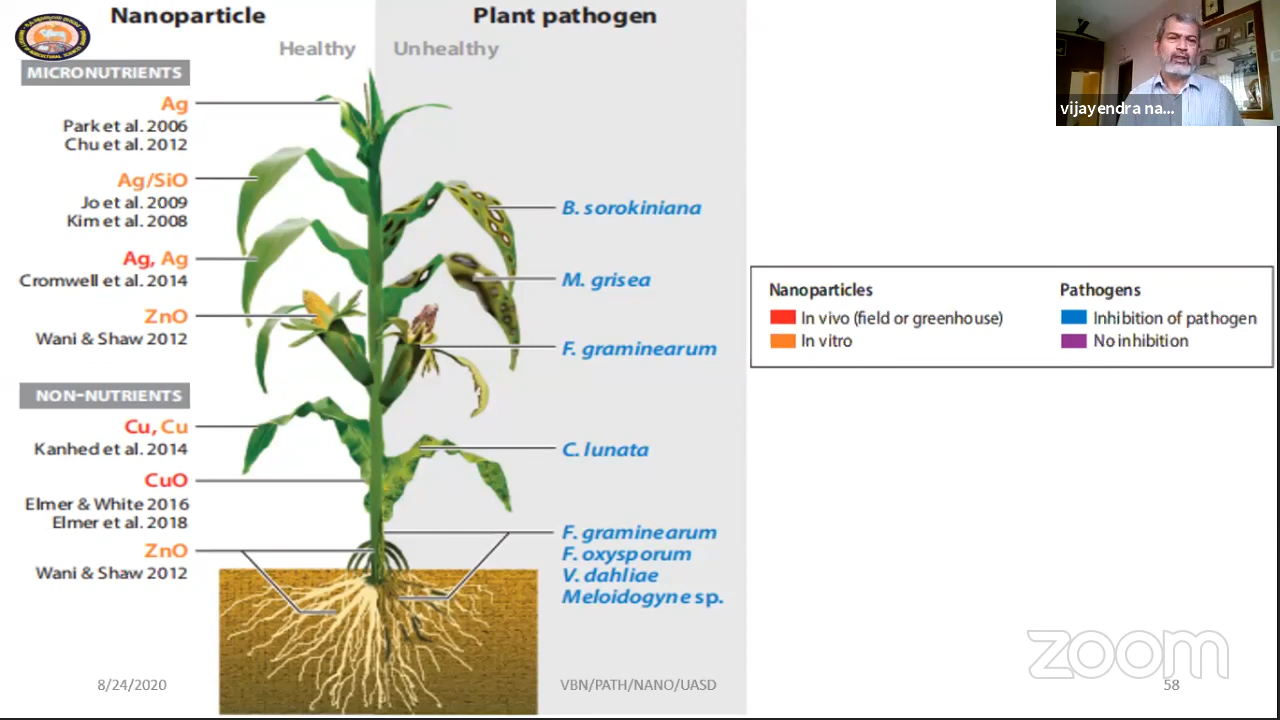 Nanoparticle
Plant pathogen
Healthy
Unhealthy
MICRONUTRIENTS
Ag
Park et al. 2006
Chu et al. 2012
Ag/SiO
Jo et al. 2009
Kim et al. 2008
Ag, Ag
Cromwell et al. 2014
ZnO
Wani & Shaw 2012
NON-NUTRIENTS
Cu, Cu
Kanhed et al. 2014
CuO
Elmer & White 2016
Elmer et al. 2018
ZnO
Wani & Shaw 2012
B. sorokiniana
M. grisea
F. graminearum
C. lunata
F. graminearum
F. oxysporum
V. dahliae
Meloidogyne sp.
Nanoparticles
In vivo (field or greenhouse)
In vitro
Pathogens
Inhibition of pathogen
No inhibition
vijayendra na...
zoom
8/24/2020
VBN/PATH/NANO/UASD
58